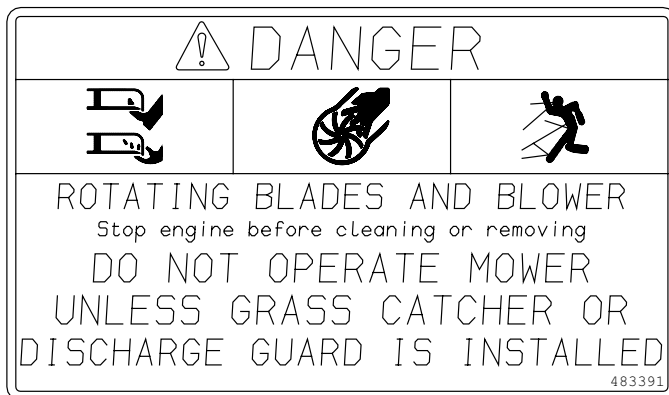 DANGER
ROTATING BLADES AND BLOWER
Stop engine before cleaning or removing
DO NOT OPERATE MOWER
UNLESS GRASS CATCHER OR
DISCHARGE GUARD IS INSTALLED
483391